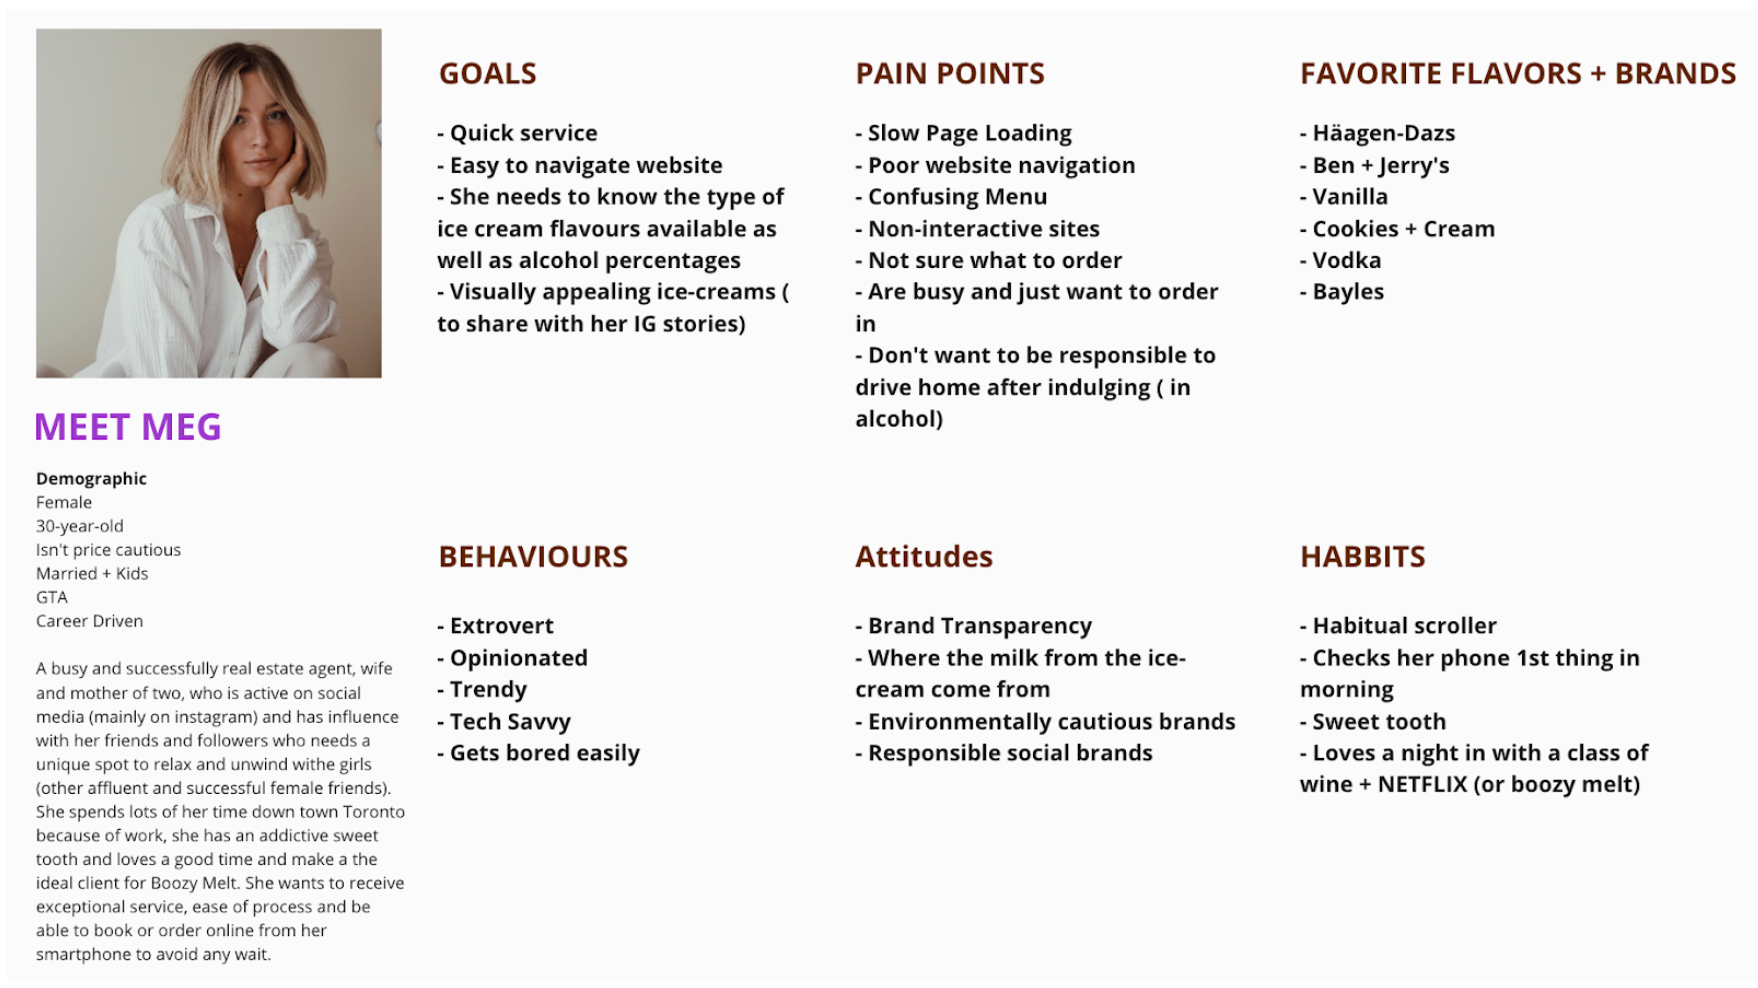 MEET MEG
Demographic
Female
30-year-old
Isn't price cautious
Married + Kids
GTA
Career Driven
A busy and successfully real estate agent, wife
and mother of two, who is active on social
media (mainly on instagram) and has influence
with her friends and followers who needs a
unique spot to relax and unwind withe girls
(other affluent and successful female friends).
She spends lots of her time down town Toronto
because of work, she has an addictive sweet
tooth and loves a good time and make a the
ideal client for Boozy Melt. She wants to receive
exceptional service, ease of process and be
able to book or order online from her
smartphone to avoid any wait.
GOALS
- Quick service
- Easy to navigate website
- She needs to know the type of
ice cream flavours available as
well as alcohol percentages
- Visually appealing ice-creams (
to share with her IG stories)
PAIN POINTS
- Slow Page Loading
- Poor website navigation
- Confusing Menu
- Non-interactive sites
- Not sure what to order
- Are busy and just want to order
in
- Don't want to be responsible to
drive home after indulging ( in
alcohol)
FAVORITE FLAVORS + BRANDS
- Häagen-Dazs
- Ben + Jerry's
- Vanilla
- Cookies + Cream
- Vodka
- Bayles
BEHAVIOURS
- Extrovert
- Opinionated
- Trendy
- Tech Savvy
- Gets bored easily
Attitudes
- Brand Transparency
- Where the milk from the ice-
cream come from
- Environmentally cautious brands
- Responsible social brands
HABBITS
- Habitual scroller
- Checks her phone 1st thing in
morning
- Sweet tooth
- Loves a night in with a class of
wine + NETFLIX (or boozy melt)